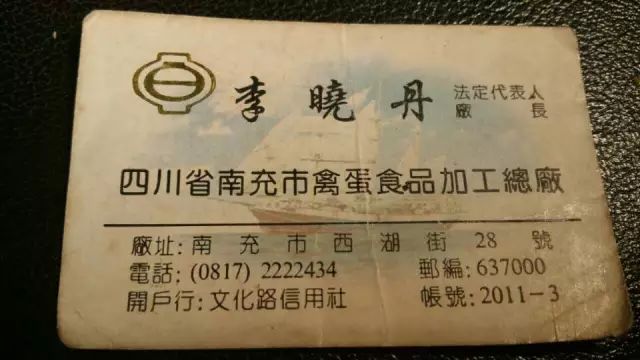 李曉丹 法定代表人
廠長
四川省南充市禽蛋食品加工總廠
廠址: 南充市西湖街28號
電話: (0817) 2222434 郵編: 637000
開戶行: 文化路信用社 帳號: 2011-3